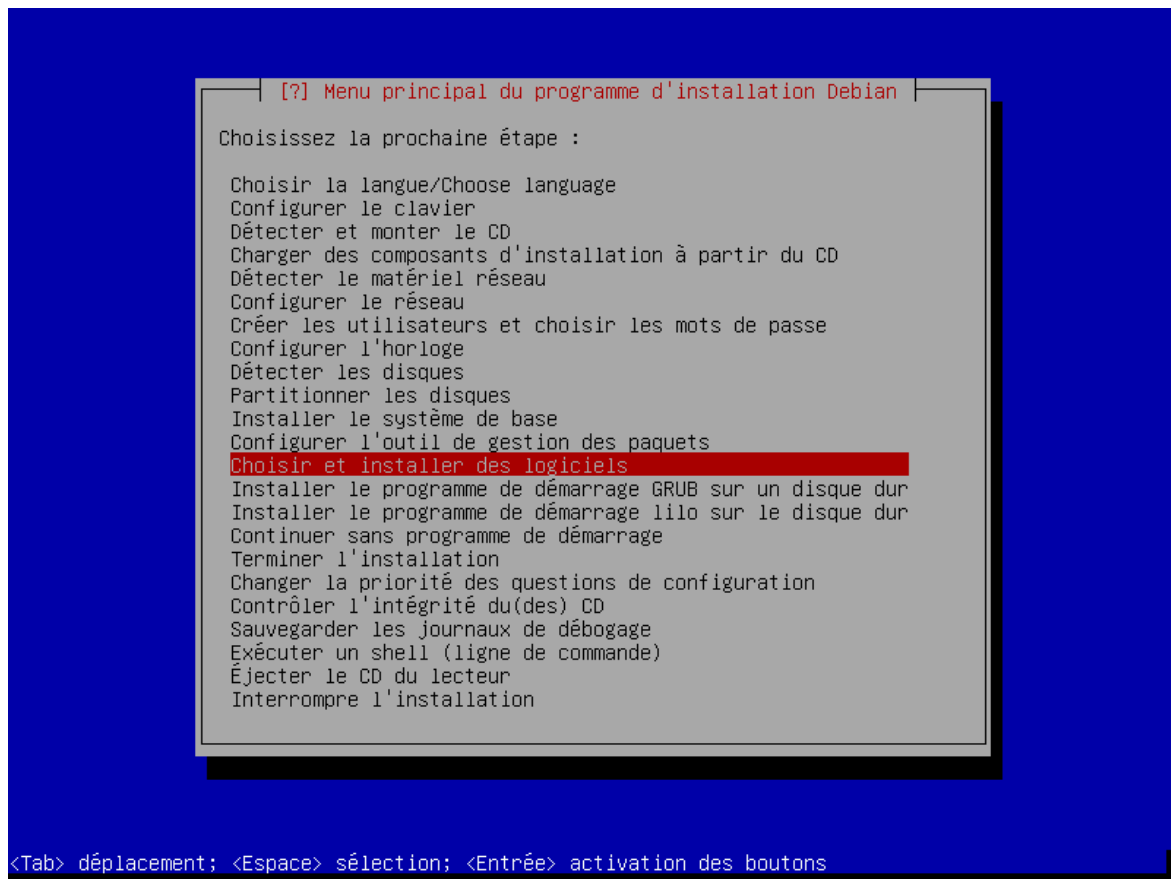 [?] Menu principal du programme d'installation Debian
Choisissez la prochaine étape :
Choisir la langue/Choose language
Configurer le clavier
Détecter et monter le CD
Charger des composants d'installation à partir du CD
Détecter le matériel réseau
Configurer le réseau
Créer les utilisateurs et choisir les mots de passe
Configurer l'horloge
Détecter les disques
Partitionner les disques
Installer le système de base
Configurer l'outil de gestion des paquets
Choisir et installer des logiciels
Installer le programme de démarrage GRUB sur un disque dur
Installer le programme de démarrage lilo sur le disque dur
Continuer sans programme de démarrage
Terminer l'installation
Changer la priorité des questions de configuration
Contrôler l'intégrité du(des) CD
Sauvegarder les journaux de débogage
Exécuter un shell (ligne de commande)
Éjecter le CD du lecteur
Interrompre l'installation
<Tab> déplacement; <Espace> sélection; <Entrée> activation des boutons